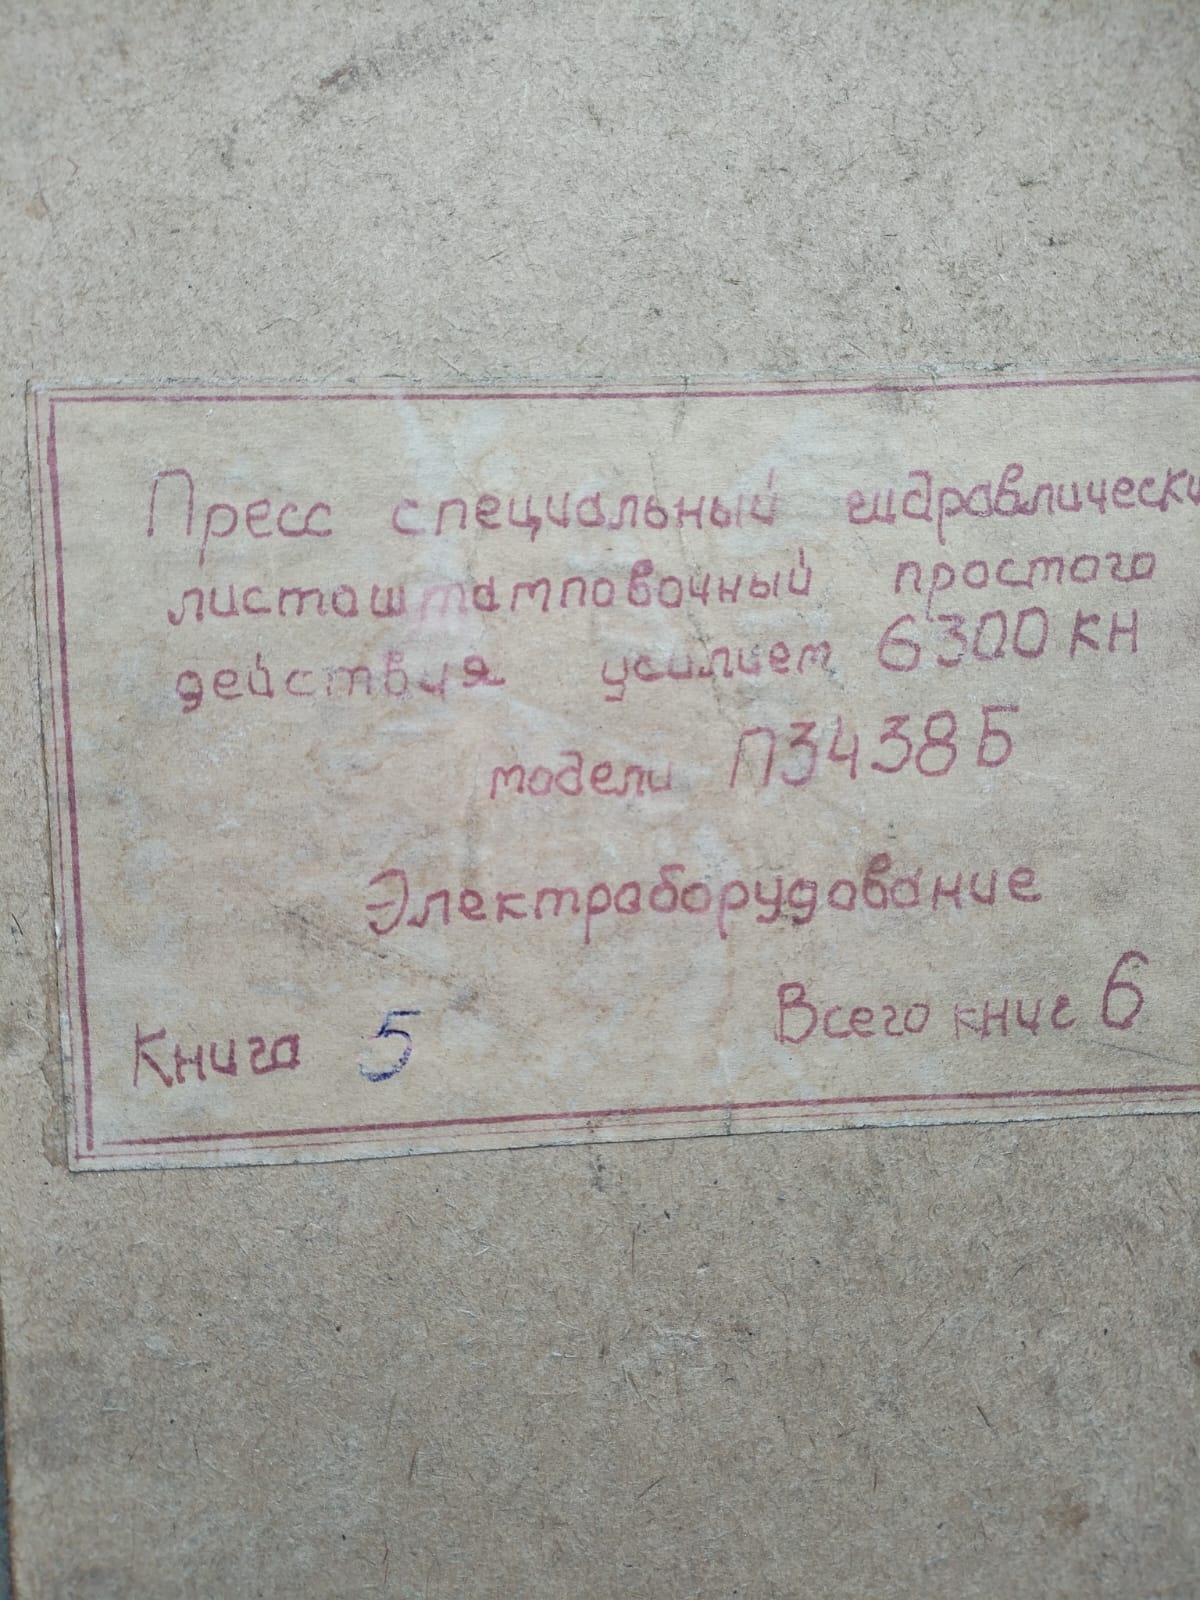 Пресс специальный гидравлически
листоштамповочный простого
действия усилием 6300 кН
модели П3438Б
Электрооборудование
Книга 5
Всего книг 6